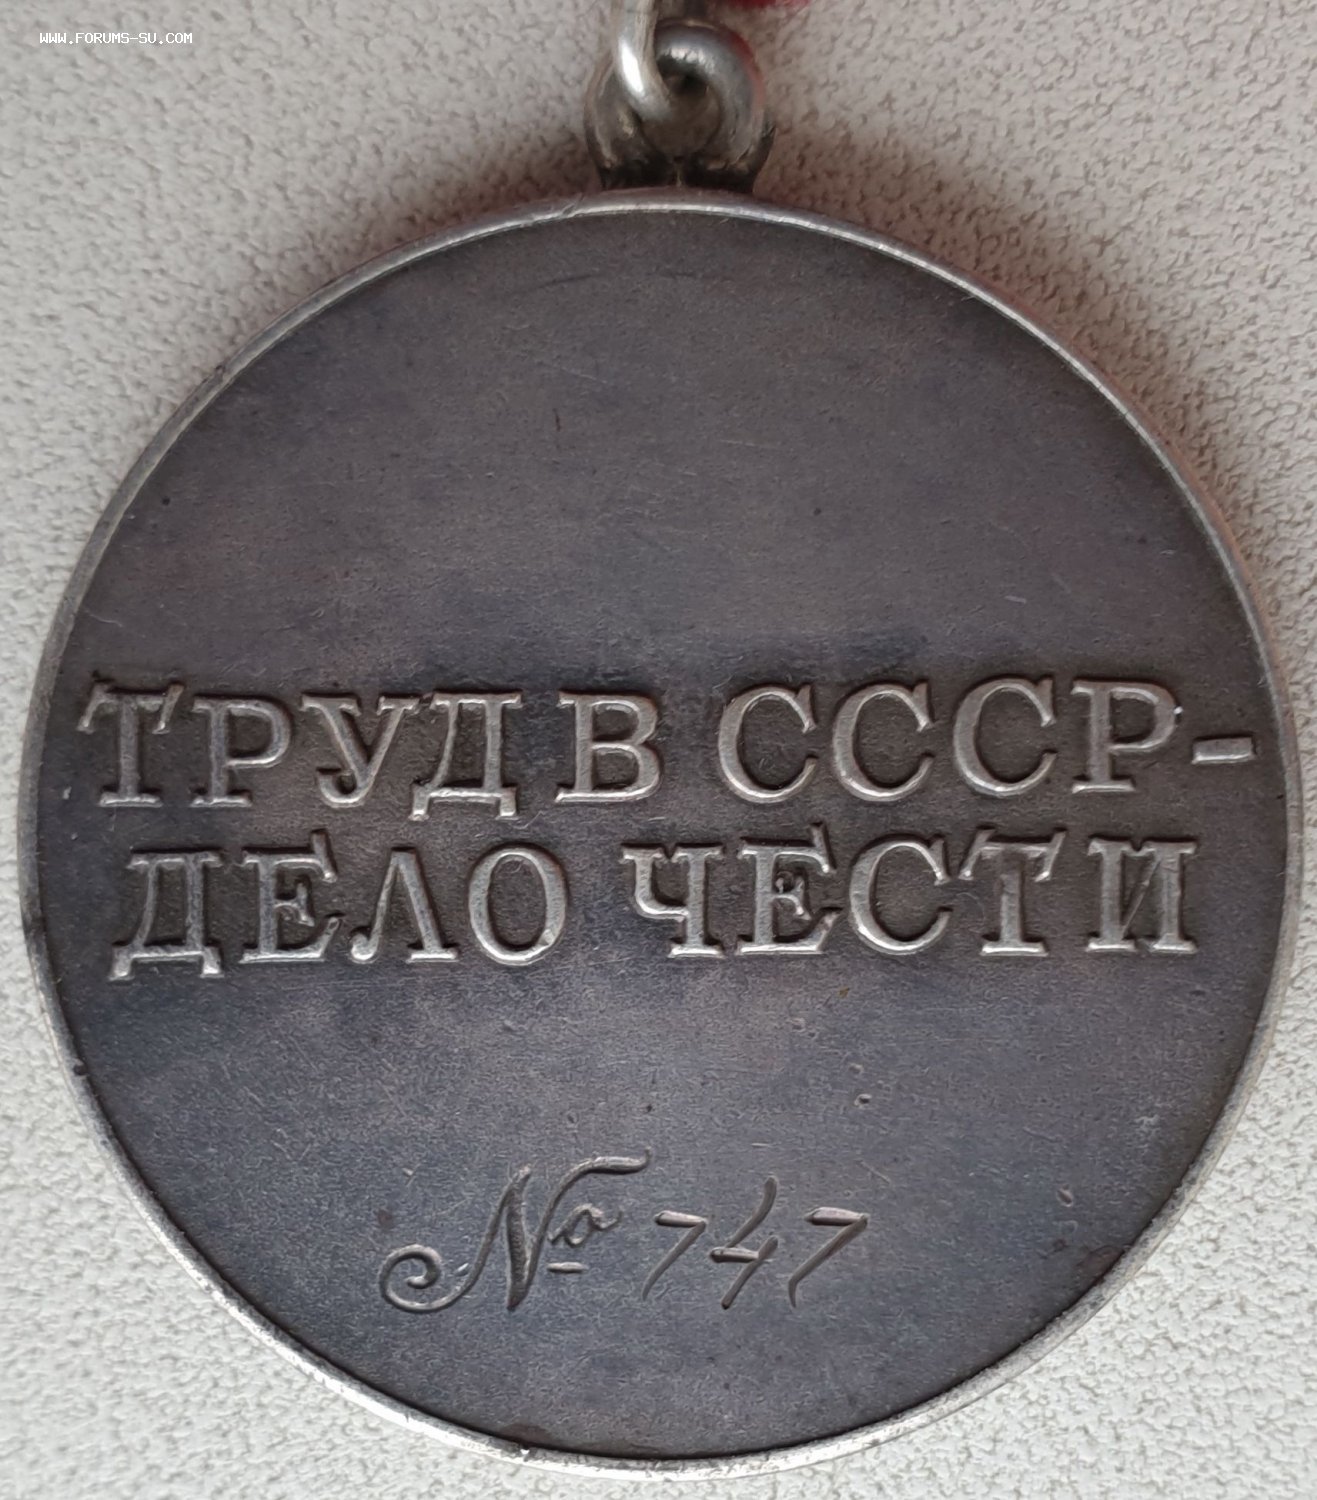 WWW.FORUMS-SU.COM
ТРУД В СССР-
ДЕЛО ЧЕСТИ
№ 747